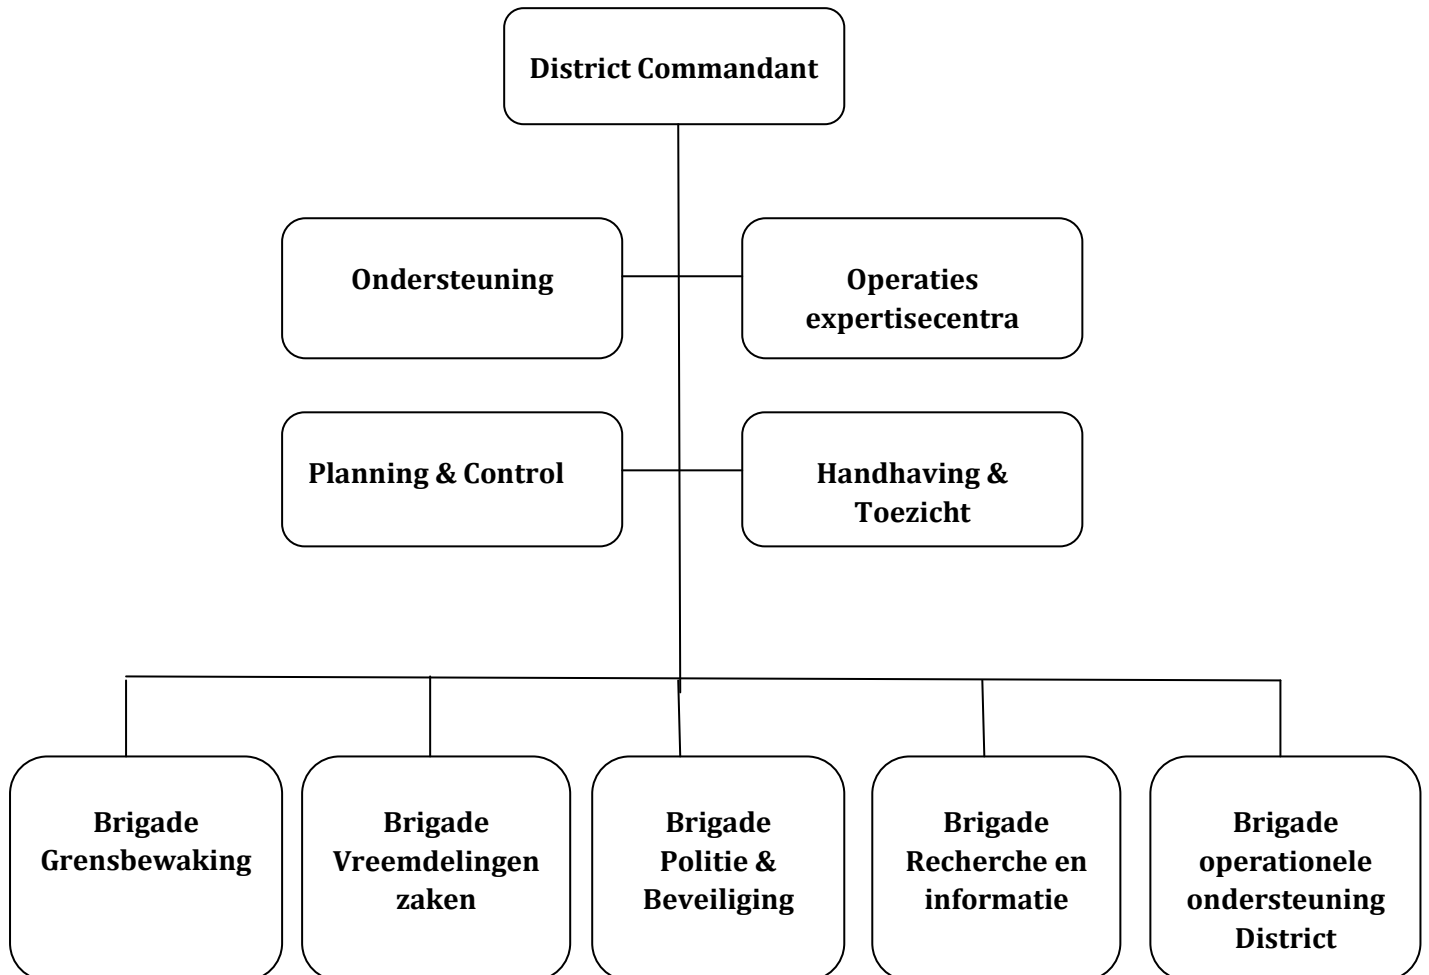 District Commandant
Ondersteuning
Operaties
expertisecentra
Planning & Control
Handhaving &
Toezicht
Brigade
Grensbewaking
Brigade
Vreemdelingen
zaken
Brigade
Politie &
Beveiliging
Brigade
Recherche en
informatie
Brigade
operationele
ondersteuning
District